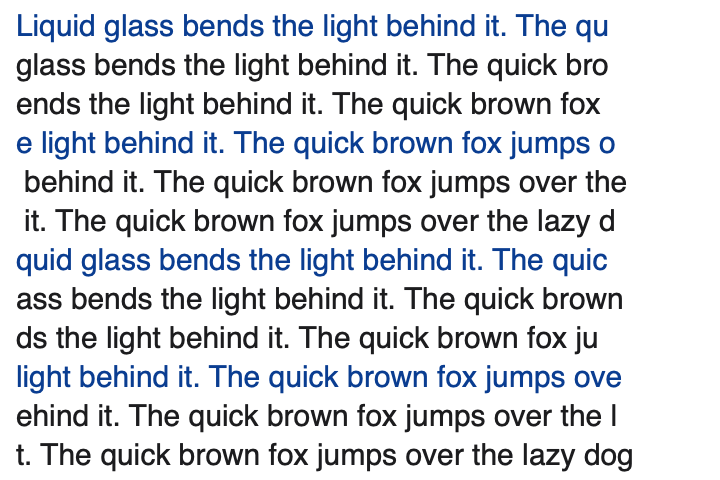 Liquid glass bends the light behind it. The qu
glass bends the light behind it. The quick bro
ends the light behind it. The quick brown fox
e light behind it. The quick brown fox jumps o
behind it. The quick brown fox jumps over the
it. The quick brown fox jumps over the lazy d
quid glass bends the light behind it. The quic
ass bends the light behind it. The quick brown
ds the light behind it. The quick brown fox ju
light behind it. The quick brown fox jumps ove
ehind it. The quick brown fox jumps over the l
t. The quick brown fox jumps over the lazy dog